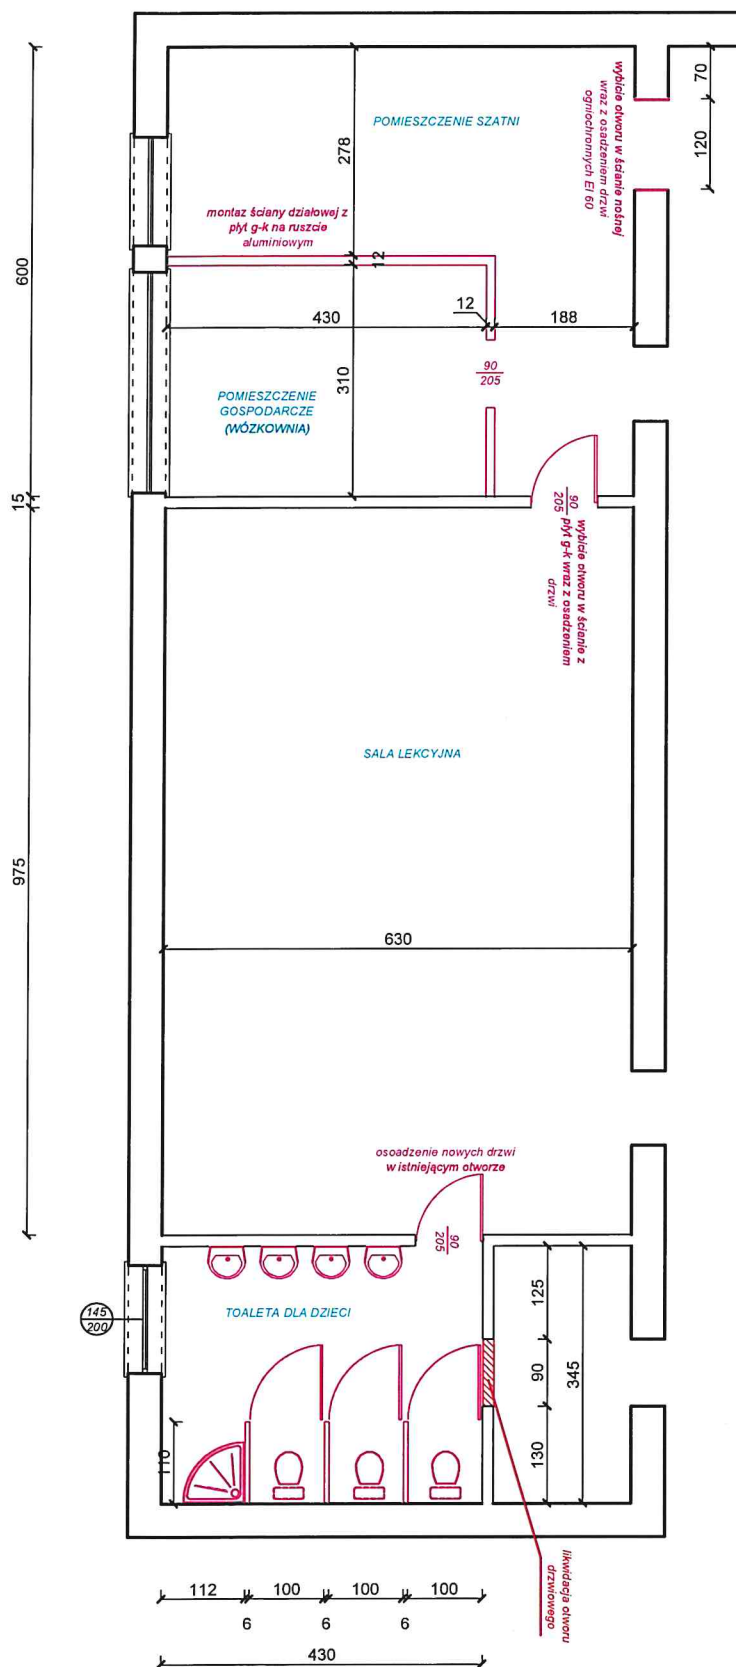 70
120
wybicie otworu w ścianie nośnej
wraz z osadzeniem drzwi
ogniochronnych EI 60
POMIESZCZENIE SZATNI
278
montaz ściany działowej z
płyt g-k na ruszcie
aluminiowym
12
600
12
430
188
310
90
205
POMIESZCZENIE
GOSPODARCZE
(WÓZKOWNIA)
15
90
205
wybicie otworu w ścianie z
płyt g-k wraz z osadzeniem
drzwi
SALA LEKCYJNA
975
630
osoadzenie nowych drzwi
w istniejącym otworze
90
205
145
200
TOALETA DLA DZIECI
125
90
345
130
110
likwidacja otworu
drzwiowego
112
100
100
100
6
6
6
430